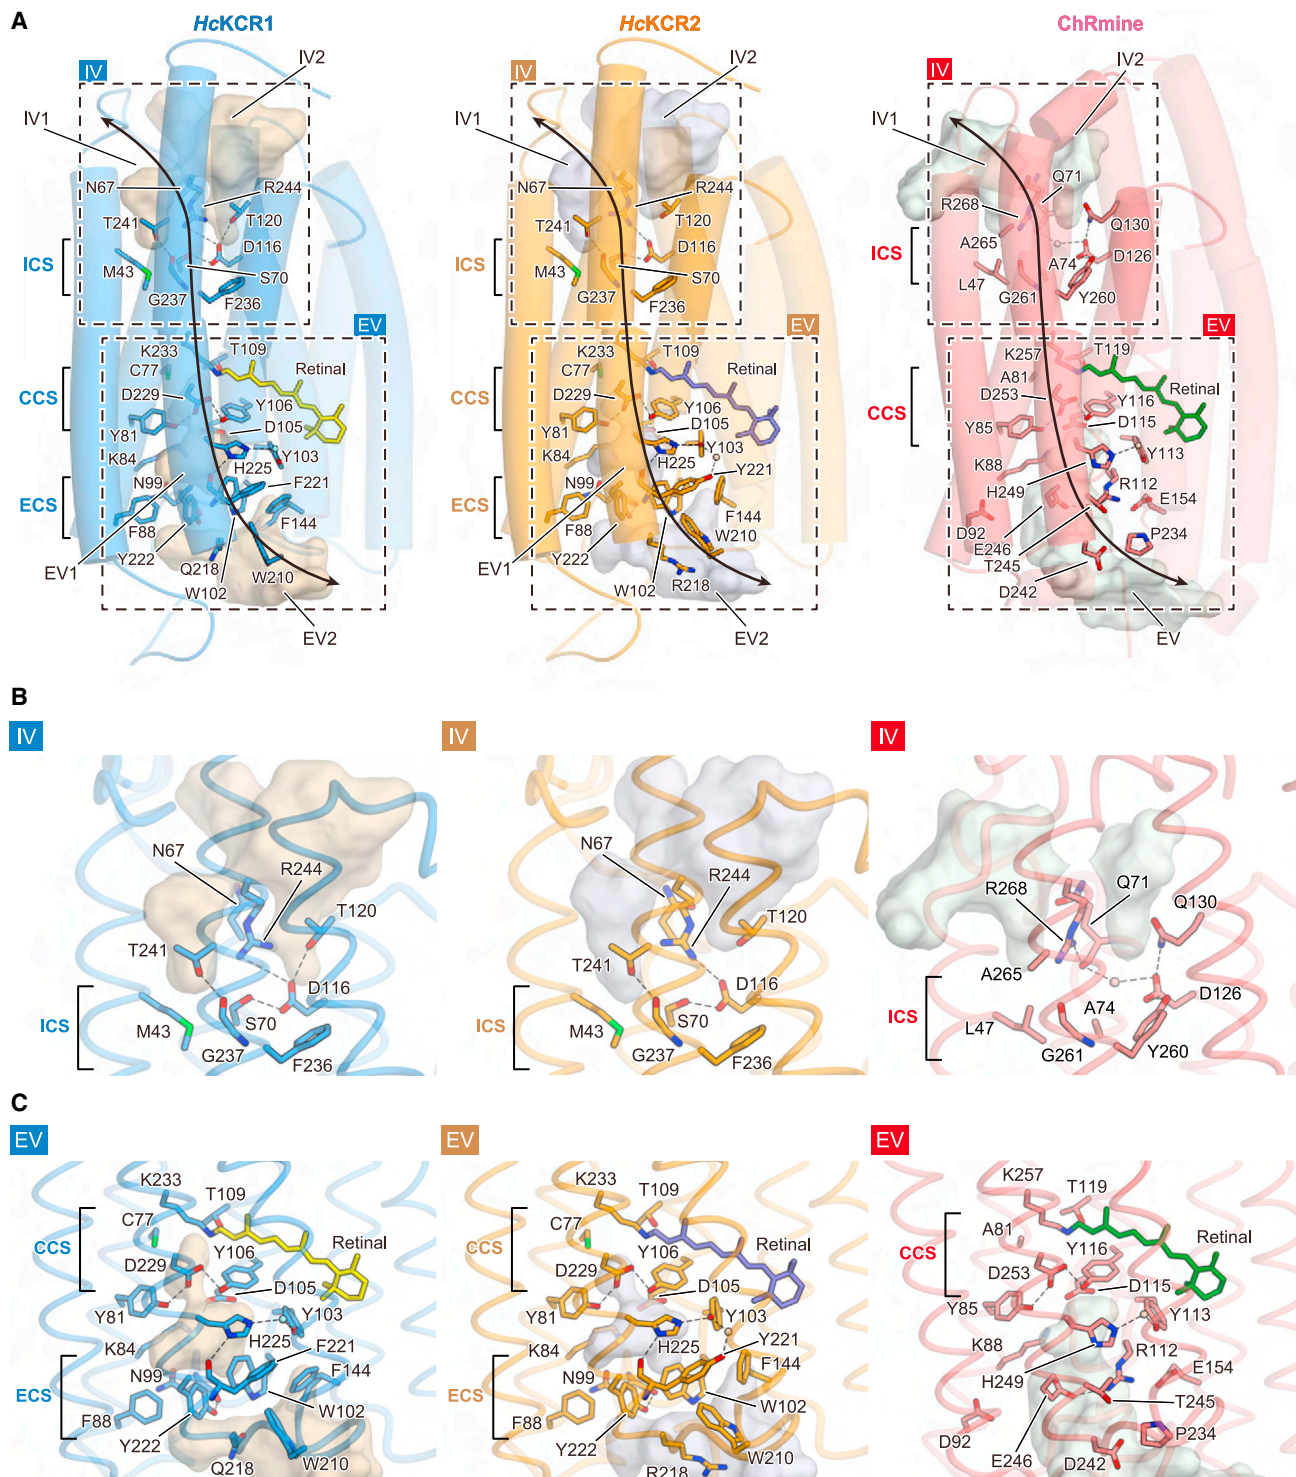 A
HcKCR1
HcKCR2
ChRmine
IV
IV2
IV1
N67
R244
T241
T120
D116
ICS
M43
S70
G237
F236
EV
K233
T109
C77
Retinal
CCS
D229
Y106
D105
Y81
Y103
K84
H225
N99
F221
ECS
F88
F144
Y222
EV1
Q218
W210
W102
EV2
IV
IV2
IV1
N67
R244
T241
T120
D116
ICS
M43
S70
G237
F236
EV
K233
T109
C77
Retinal
CCS
D229
Y106
D105
Y81
Y103
K84
H225
Y221
N99
ECS
F144
F88
W210
Y222
EV1
W102
R218
EV2
IV
IV2
IV1
Q71
R268
Q130
ICS
A265
A74
D126
L47
G261
Y260
EV
K257
T119
A81
Retinal
CCS
D253
Y116
D115
Y85
Y113
K88
R112
H249
E154
D92
P234
E246
T245
D242
EV
B
IV
N67
R244
T120
T241
D116
ICS
M43
S70
G237
F236
IV
N67
R244
T120
T241
D116
ICS
M43
S70
G237
F236
IV
R268
Q71
Q130
A265
D126
ICS
L47
A74
G261
Y260
C
EV
K233
T109
C77
CCS
Y106
Retinal
D229
D105
Y81
Y103
K84
H225
F221
N99
ECS
F144
F88
W102
Y222
Q218
W210
EV
K233
T109
C77
CCS
Y106
Retinal
D229
D105
Y81
Y103
K84
H225
Y221
N99
F144
ECS
F88
W102
Y222
W210
R218
EV
K257
T119
A81
CCS
Y116
Retinal
D253
D115
Y85
Y113
K88
R112
H249
E154
T245
D92
P234
E246
D242